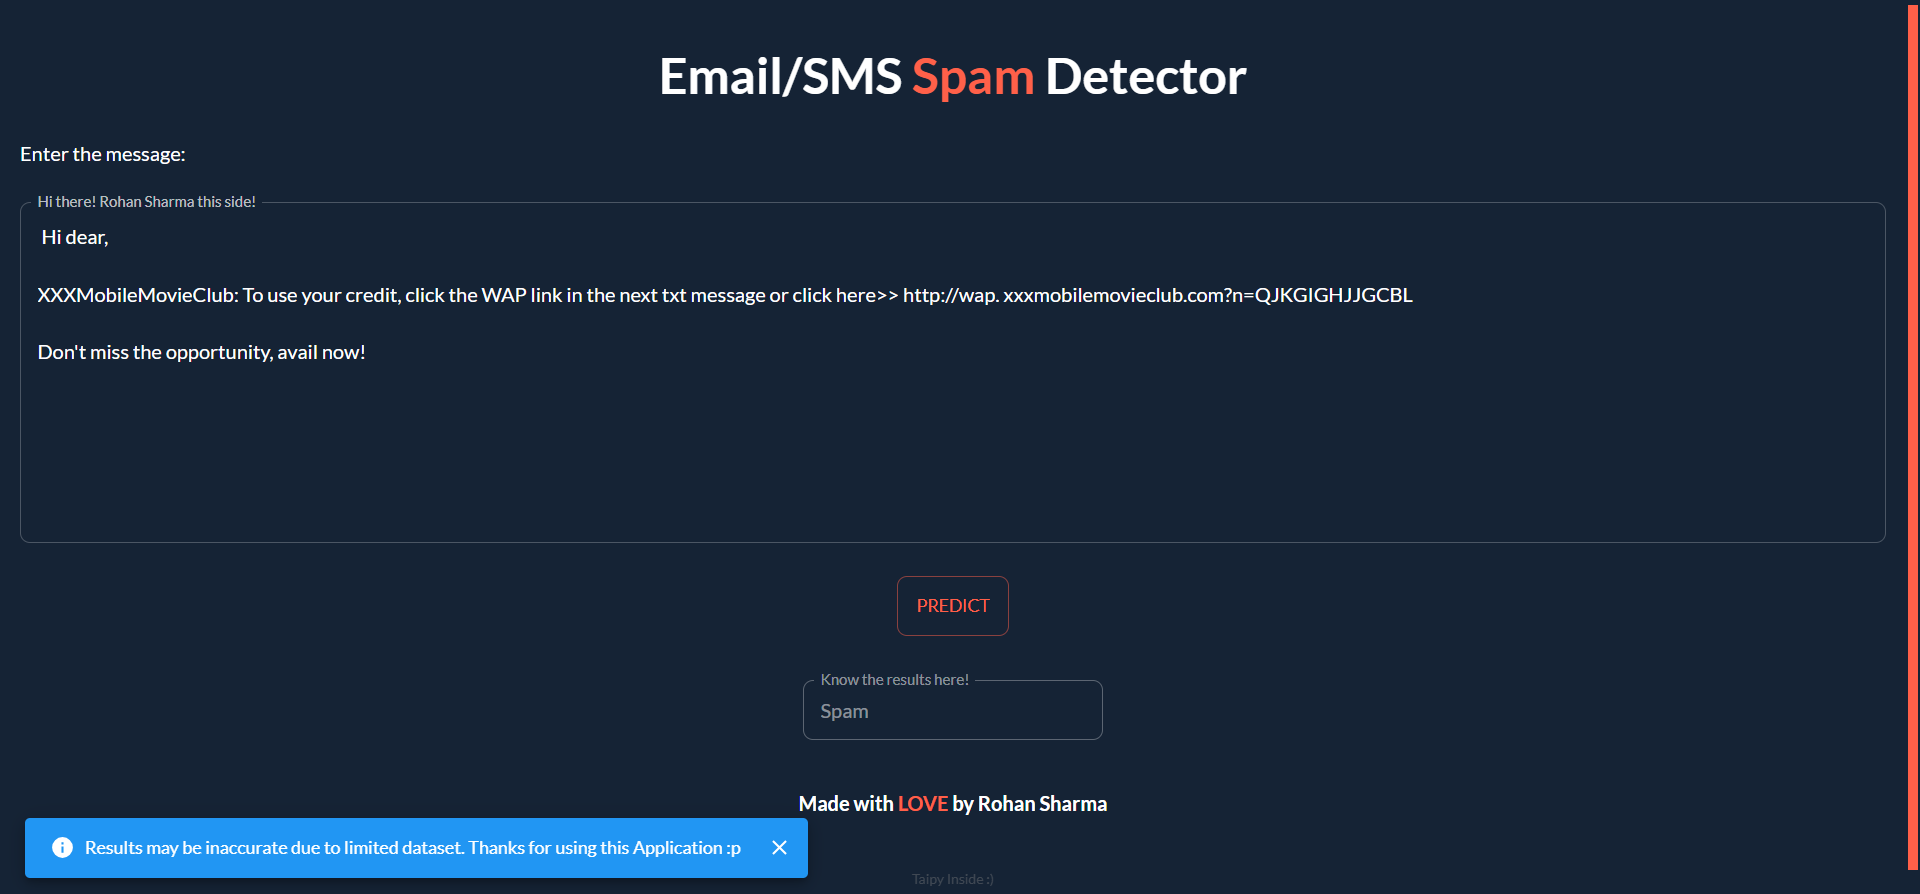 Email/SMS Spam Detector
Enter the message:
Hi there! Rohan Sharma this side!
Hi dear,
XXXMobileMovieClub: To use your credit, click the WAP link in the next txt message or click here>> http://wap. xxxmobilemovieclub.com?n=QJKGIGHJJGCBL
Don't miss the opportunity, avail now!
PREDICT
Know the results here!
Spam
Made with LOVE by Rohan Sharma
Results may be inaccurate due to limited dataset. Thanks for using this Application :p
Taipy Inside :)